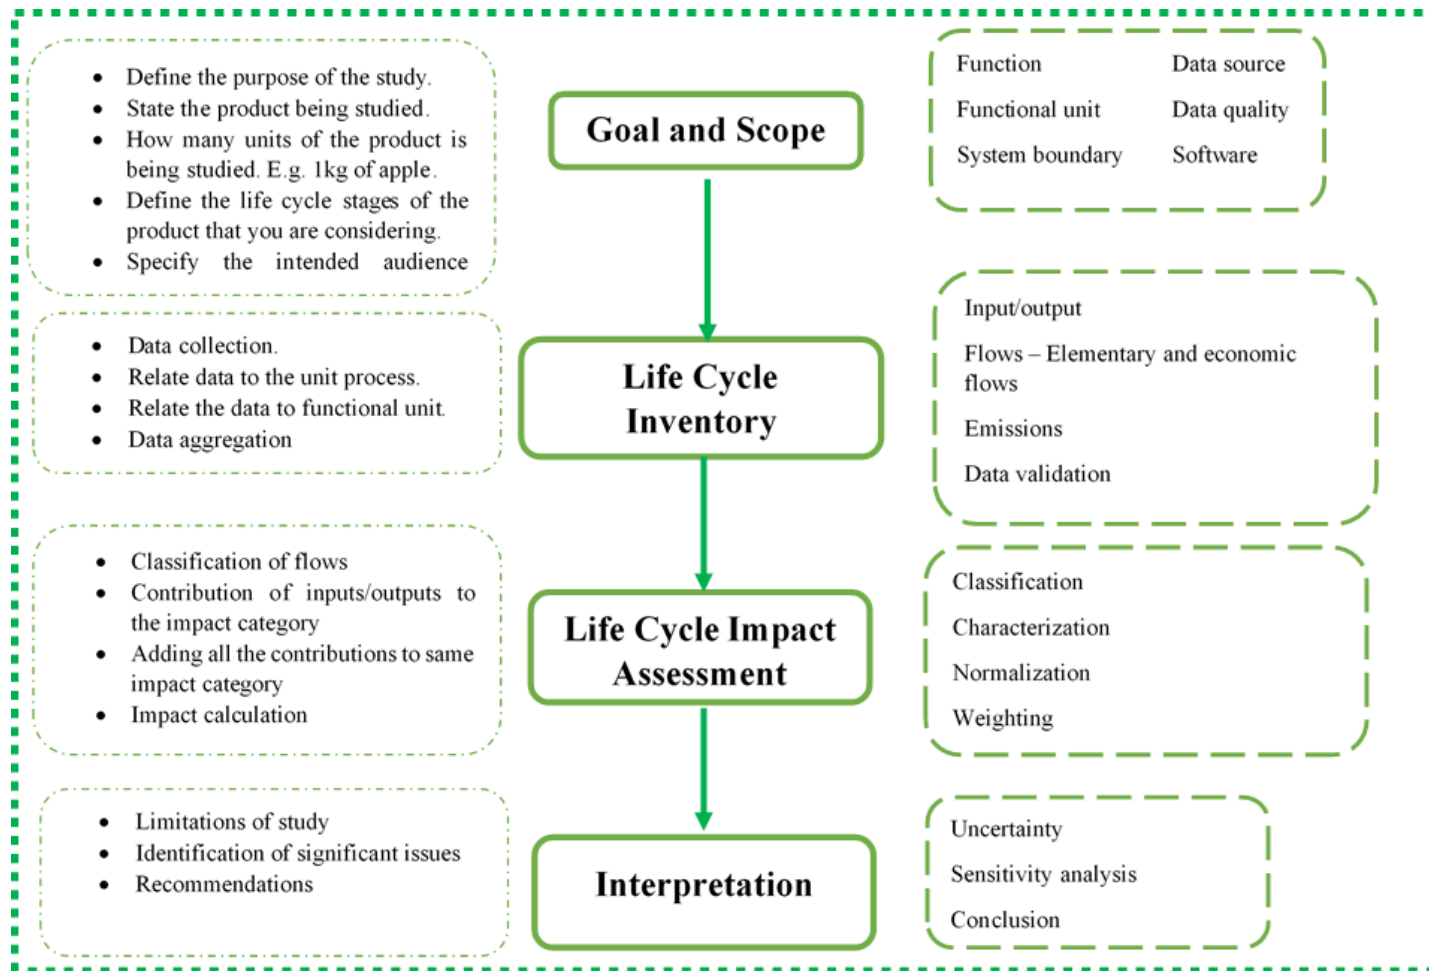 • Define the purpose of the study.
• State the product being studied.
• How many units of the product is
being studied. E.g. 1kg of apple.
• Define the life cycle stages of the
product that you are considering.
• Specify the intended audience
Goal and Scope
Function Data source
Functional unit Data quality
System boundary Software
• Data collection.
• Relate data to the unit process.
• Relate the data to functional unit.
• Data aggregation
Life Cycle
Inventory
Input/output
Flows – Elementary and economic
flows
Emissions
Data validation
• Classification of flows
• Contribution of inputs/outputs to
the impact category
• Adding all the contributions to same
impact category
• Impact calculation
Life Cycle Impact
Assessment
Classification
Characterization
Normalization
Weighting
• Limitations of study
• Identification of significant issues
• Recommendations
Interpretation
Uncertainty
Sensitivity analysis
Conclusion